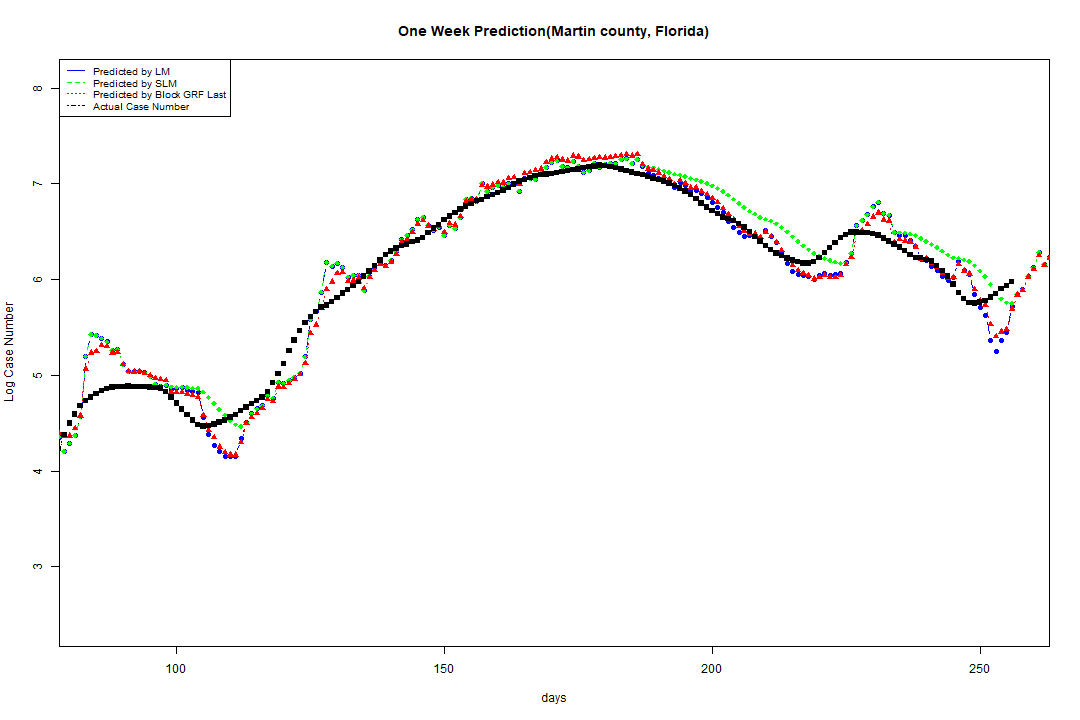 One Week Prediction(Martin county, Florida)
Predicted by LM
Predicted by SLM
Predicted by Block GRF Last
Actual Case Number
8
7
6
5
4
3
Log Case Number
100 150 200 250
days